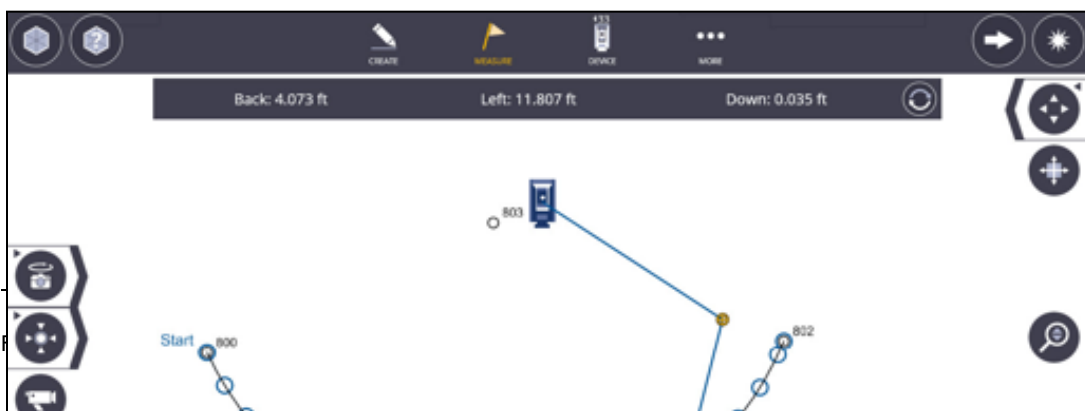 133
CREATE
MEASURE
DEVICE
MORE
Back: 4.073 ft
Left: 11.807 ft
Down: 0.035 ft
803
802
Start
800